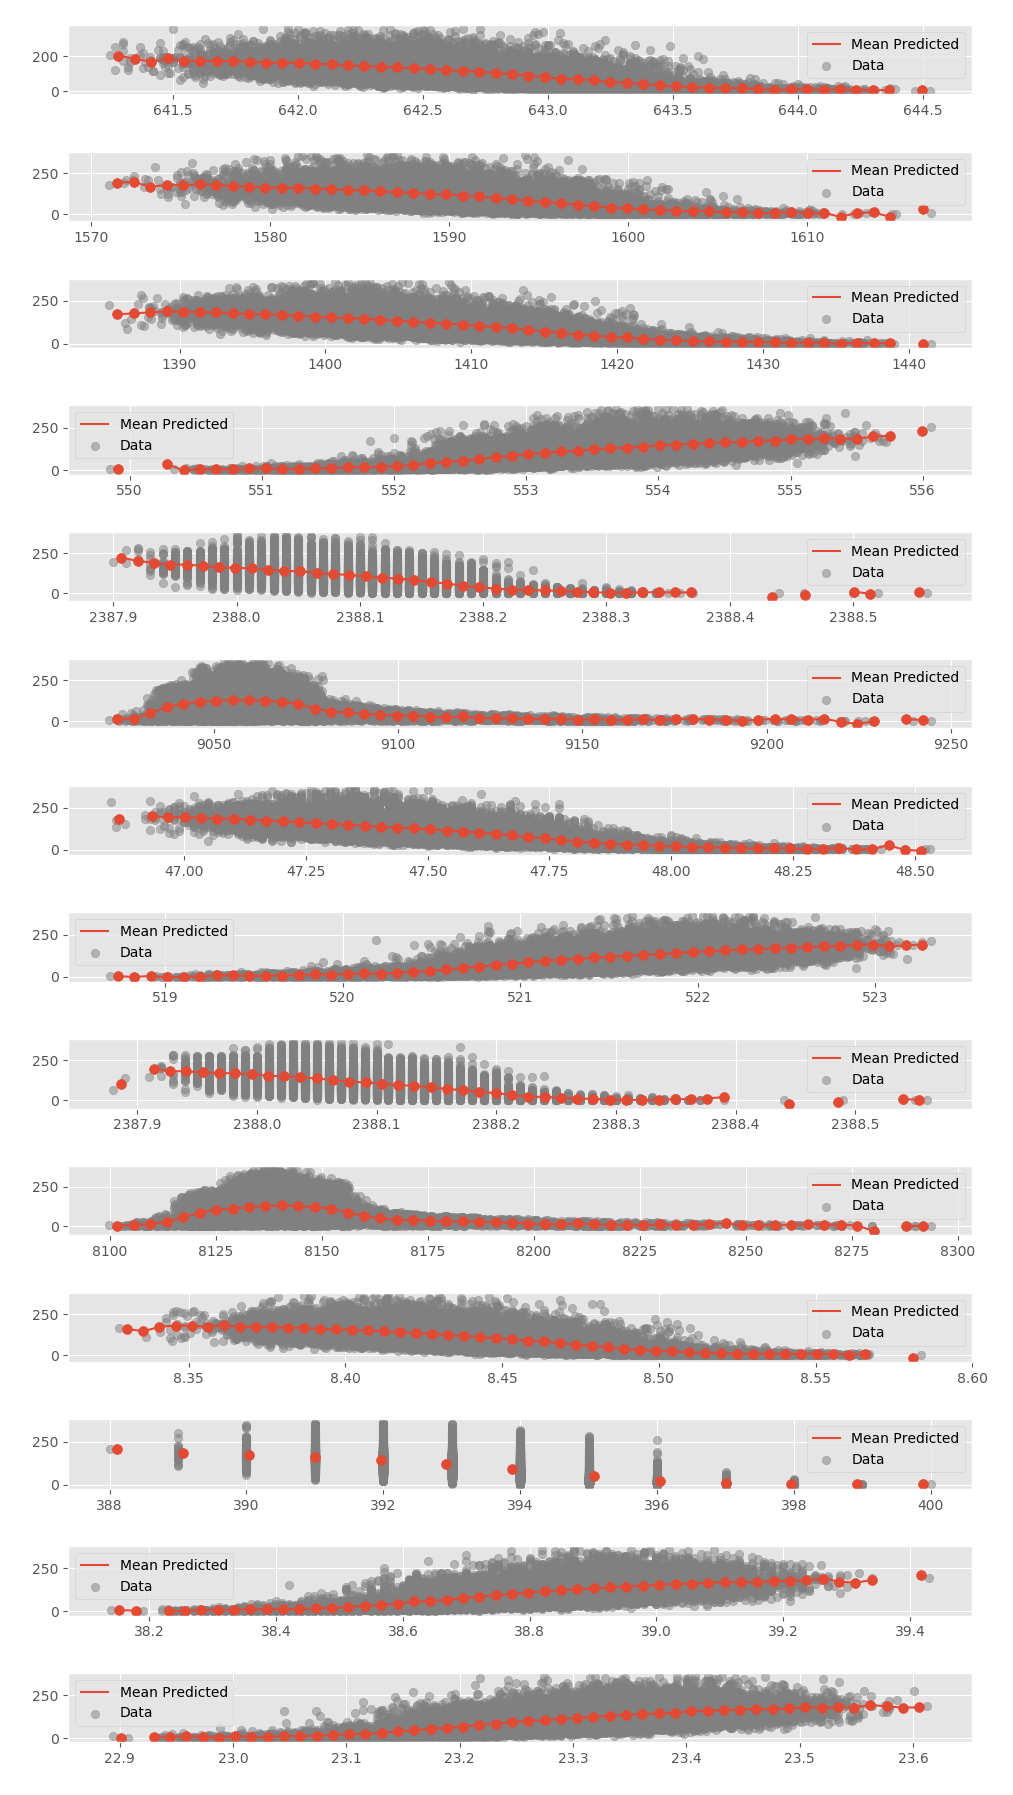 Mean Predicted
Data
200
0
641.5 642.0 642.5 643.0 643.5 644.0 644.5
Mean Predicted
Data
250
0
1570 1580 1590 1600 1610
Mean Predicted
Data
250
0
1390 1400 1410 1420 1430 1440
Mean Predicted
Data
250
0
550 551 552 553 554 555 556
Mean Predicted
Data
250
0
2387.9 2388.0 2388.1 2388.2 2388.3 2388.4 2388.5
Mean Predicted
Data
250
0
9050 9100 9150 9200 9250
Mean Predicted
Data
250
0
47.00 47.25 47.50 47.75 48.00 48.25 48.50
Mean Predicted
Data
250
0
519 520 521 522 523
Mean Predicted
Data
250
0
2387.9 2388.0 2388.1 2388.2 2388.3 2388.4 2388.5
Mean Predicted
Data
250
0
8100 8125 8150 8175 8200 8225 8250 8275 8300
Mean Predicted
Data
250
0
8.35 8.40 8.45 8.50 8.55 8.60
Mean Predicted
Data
250
0
388 390 392 394 396 398 400
Mean Predicted
Data
250
0
38.2 38.4 38.6 38.8 39.0 39.2 39.4
Mean Predicted
Data
250
0
22.9 23.0 23.1 23.2 23.3 23.4 23.5 23.6